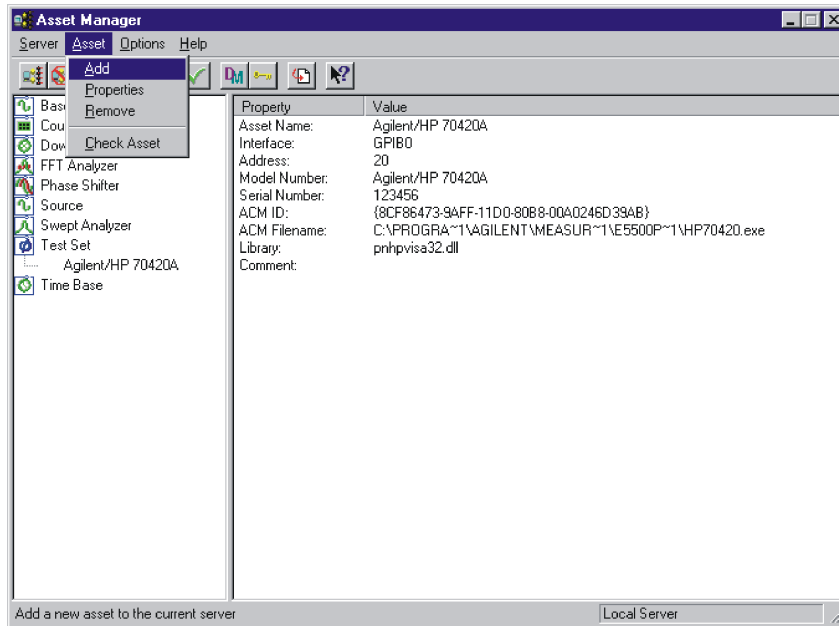 Asset Manager
Server Asset Options Help
Add
Properties
Remove
Check Asset
FFT Analyzer
Phase Shifter
Source
Swept Analyzer
Test Set
Agilent/HP 70420A
Time Base
Property Value
Asset Name: Agilent/HP 70420A
Interface: GPIB0
Address: 20
Model Number: Agilent/HP 70420A
Serial Number: 123456
ACM ID: {8CF86473-9AFF-11D0-80B8-00A0246D39AB}
ACM Filename: C:\PROGRA~1\AGILENT\MEASUR~1\E5500P~1\HP70420.exe
Library: pnhpvisa32.dll
Comment:
Add a new asset to the current server
Local Server